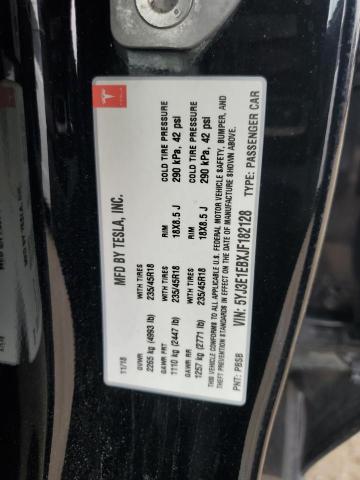 TESLA
MFD BY TESLA, INC.
11/18
GVWR
2265 kg (4993 lb)
GAWR FRT WITH TIRES RIM COLD TIRE PRESSURE
1110 kg (2447 lb) 235/45R18 18X8.5 J 290 kPa, 42 psi
GAWR RR WITH TIRES RIM COLD TIRE PRESSURE
1257 kg (2771 lb) 235/45R18 18X8.5 J 290 kPa, 42 psi
THIS VEHICLE CONFORMS TO ALL APPLICABLE U.S. FEDERAL MOTOR VEHICLE SAFETY, BUMPER, AND
THEFT PREVENTION STANDARDS IN EFFECT ON THE DATE OF MANUFACTURE SHOWN ABOVE.
VIN: 5YJ3E1EBXJF182128
PNT: PBSB TYPE: PASSENGER CAR